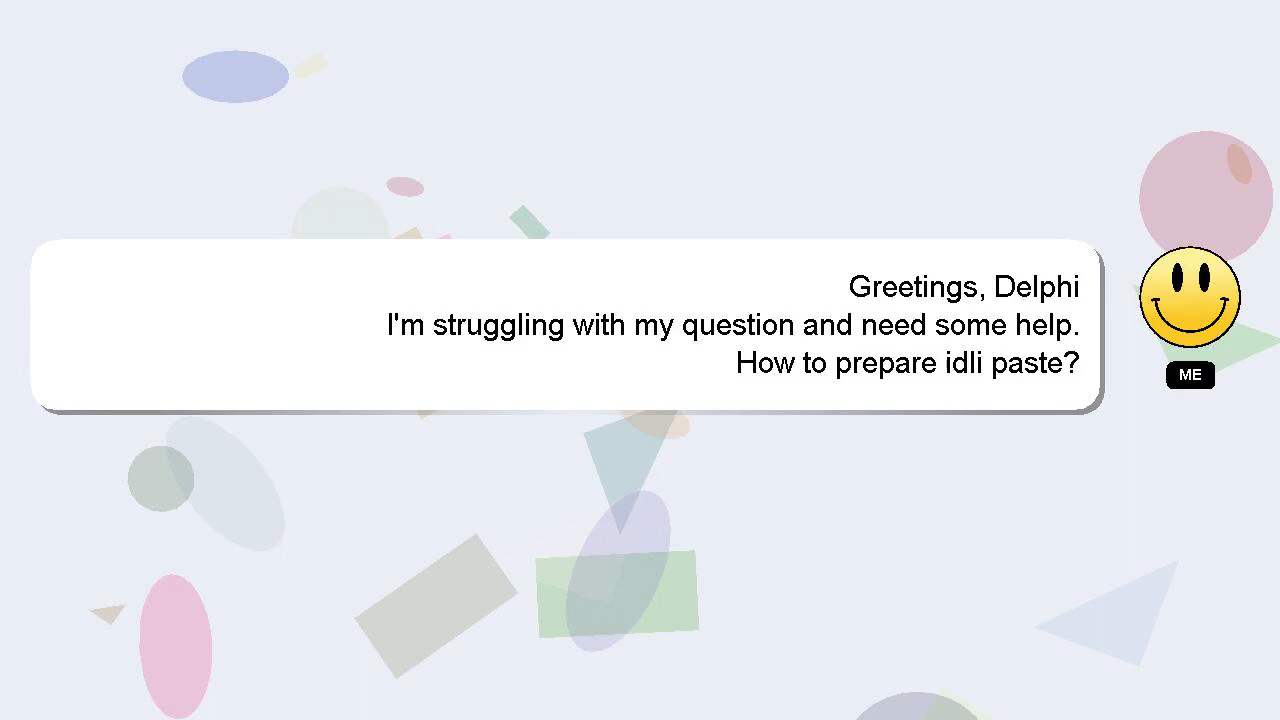 Greetings, Delphi
I'm struggling with my question and need some help.
How to prepare idli paste?
ME